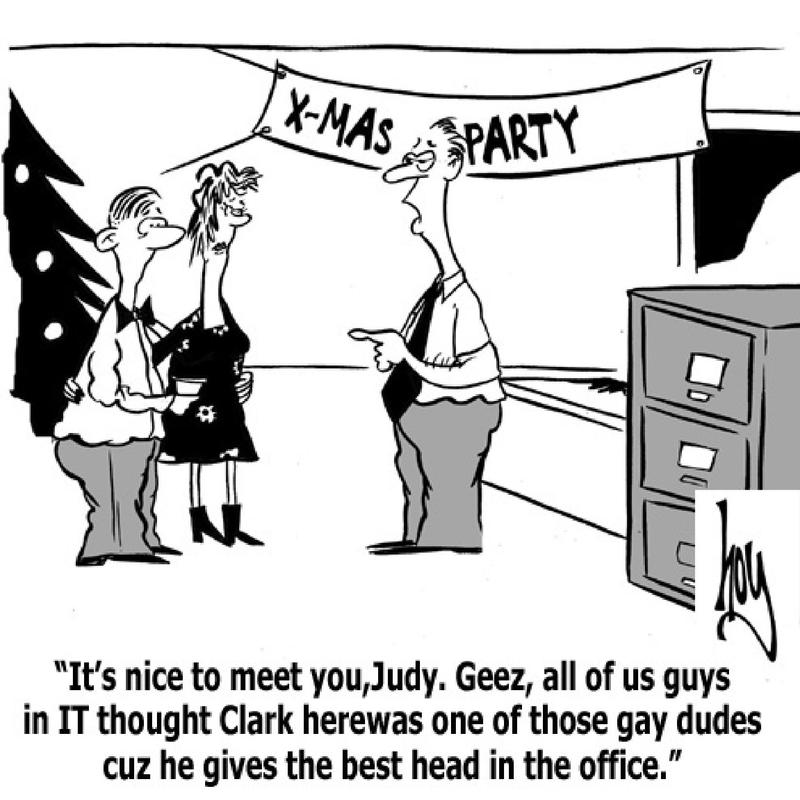 X-MAS PARTY
hoy
"It's nice to meet you,Judy. Geez, all of us guys
in IT thought Clark herewas one of those gay dudes
cuz he gives the best head in the office."